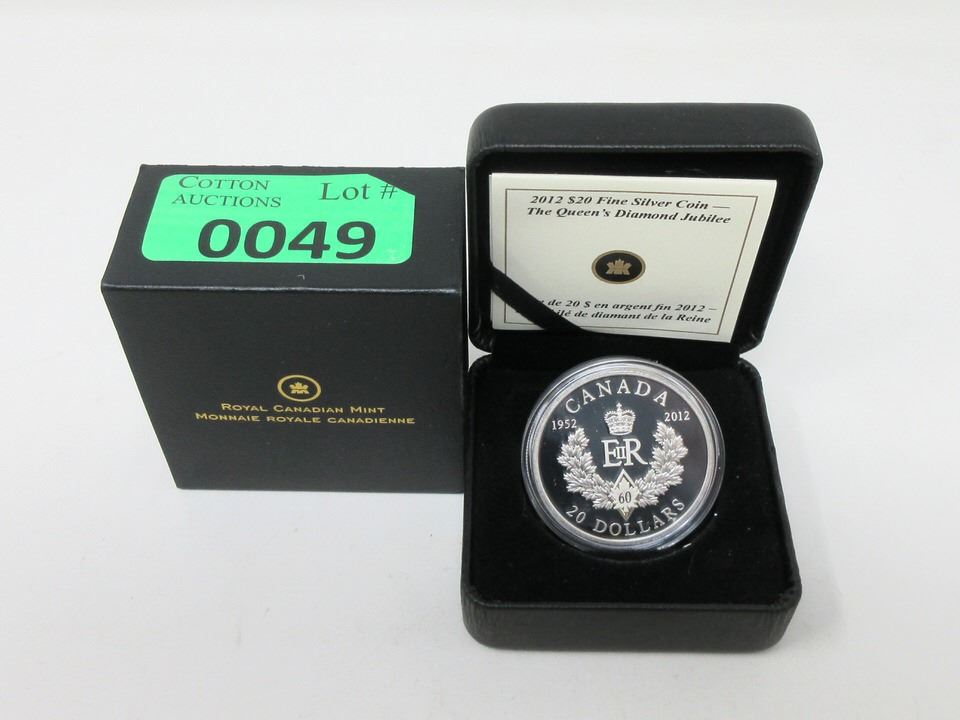 COTTON
AUCTIONS
Lot #
0049
ROYAL CANADIAN MINT
MONNAIE ROYALE CANADIENNE
2012 $20 Fine Silver Coin —
The Queen's Diamond Jubilee
de 20 $ en argent fin 2012 –
de diamant de la Reine
CANADA
1952 2012
EIIR
60
20 DOLLARS